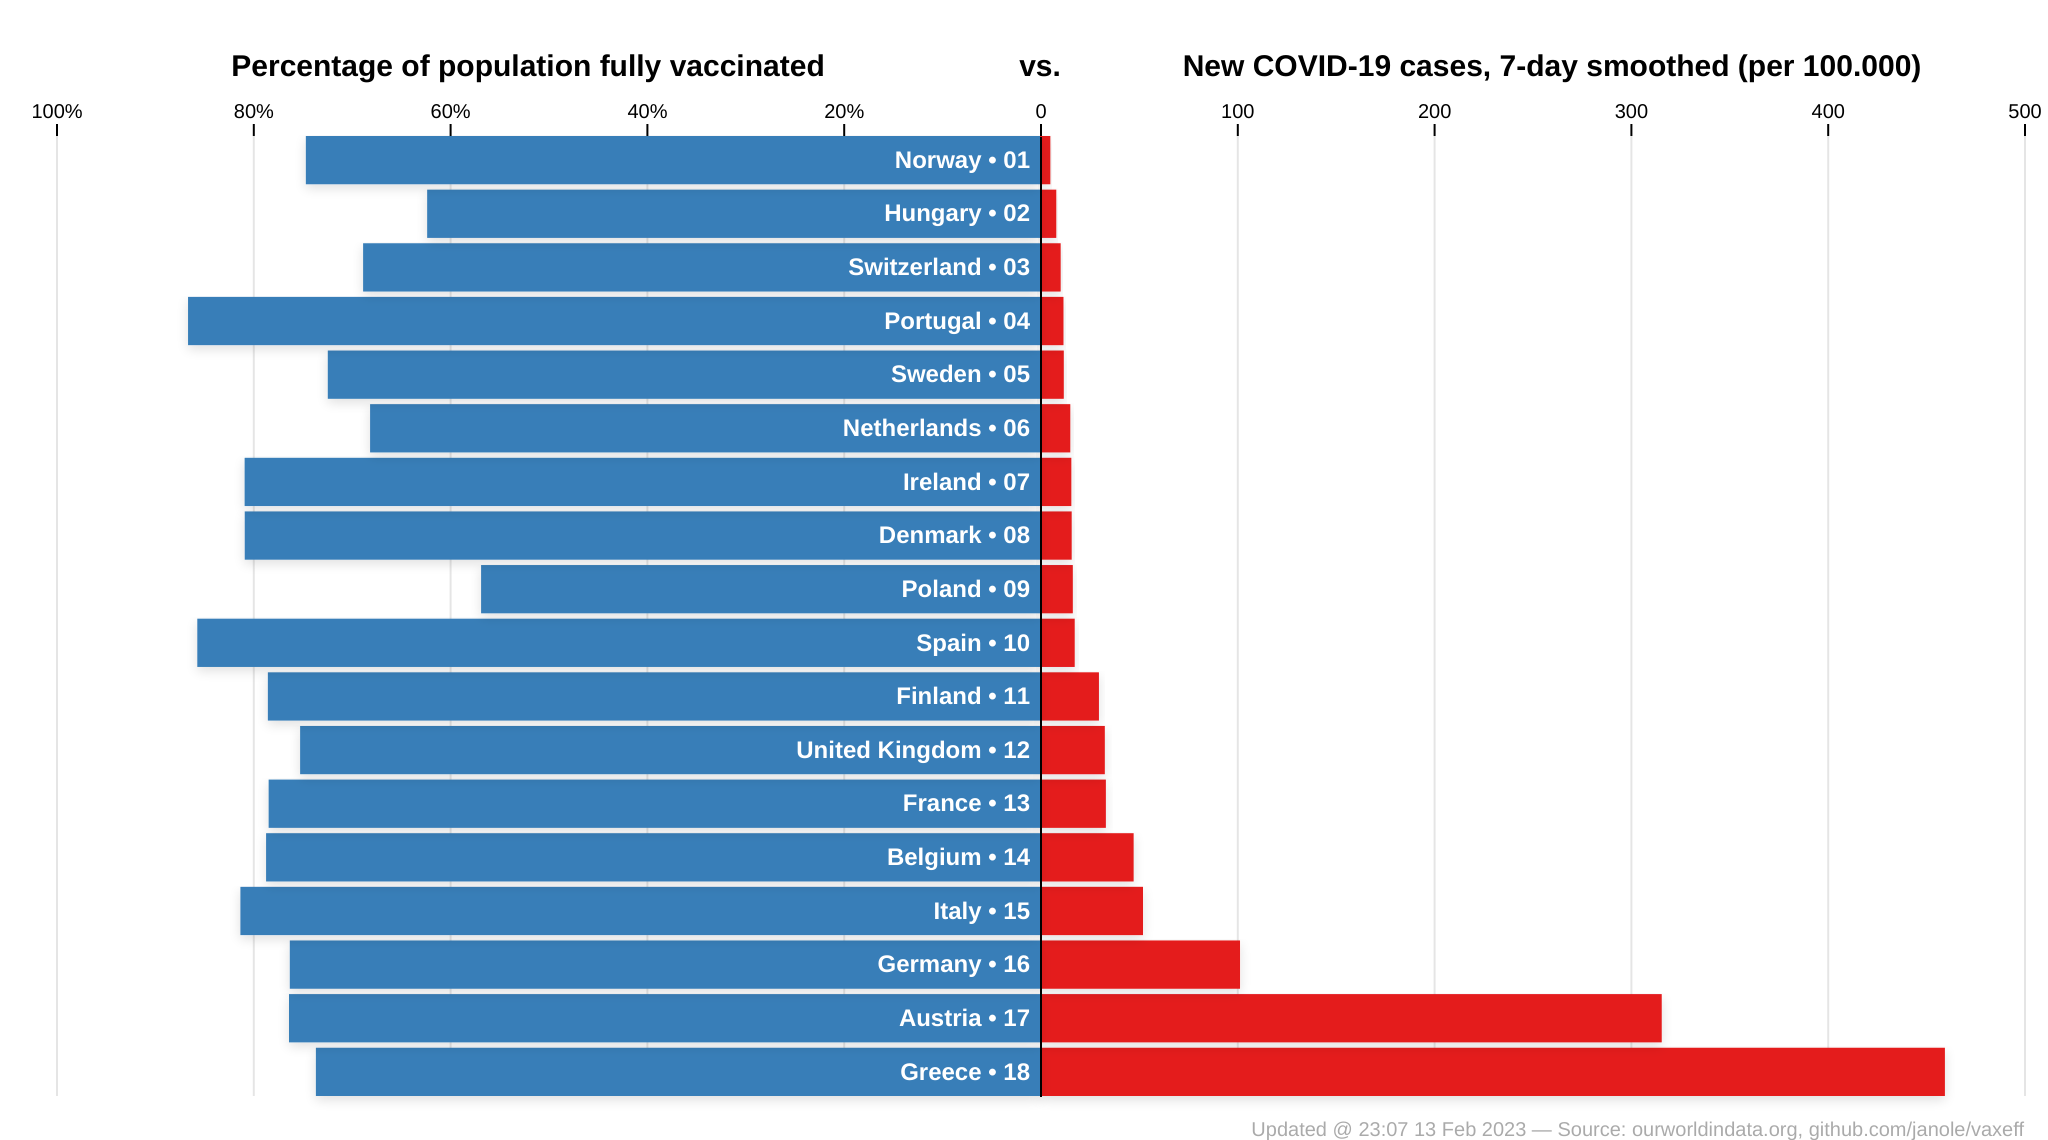 Percentage of population fully vaccinated vs. New COVID-19 cases, 7-day smoothed (per 100.000)
100% 80% 60% 40% 20% 0 100 200 300 400 500
Norway • 01
Hungary • 02
Switzerland • 03
Portugal • 04
Sweden • 05
Netherlands • 06
Ireland • 07
Denmark • 08
Poland • 09
Spain • 10
Finland • 11
United Kingdom • 12
France • 13
Belgium • 14
Italy • 15
Germany • 16
Austria • 17
Greece • 18
Updated @ 23:07 13 Feb 2023 — Source: ourworldindata.org, github.com/janole/vaxeff